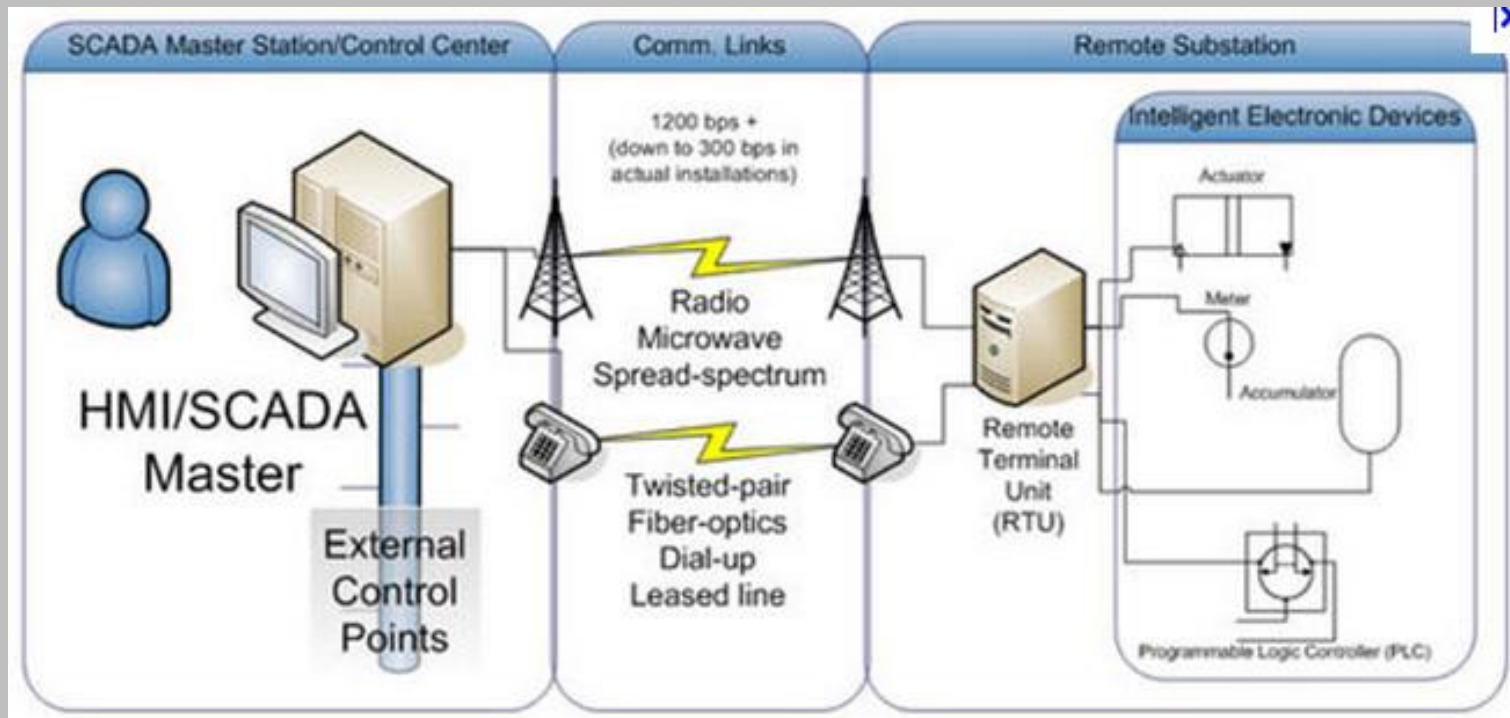 SCADA Master Station/Control Center
Comm. Links
Remote Substation
1200 bps +
(down to 300 bps in
actual installations)
Intelligent Electronic Devices
Actuator
Radio
Microwave
Spread-spectrum
Meter
Accumulator
HMI/SCADA
Master
Remote
Terminal
Unit
(RTU)
Twisted-pair
Fiber-optics
Dial-up
Leased line
External
Control
Points
Programmable Logic Controller (PLC)